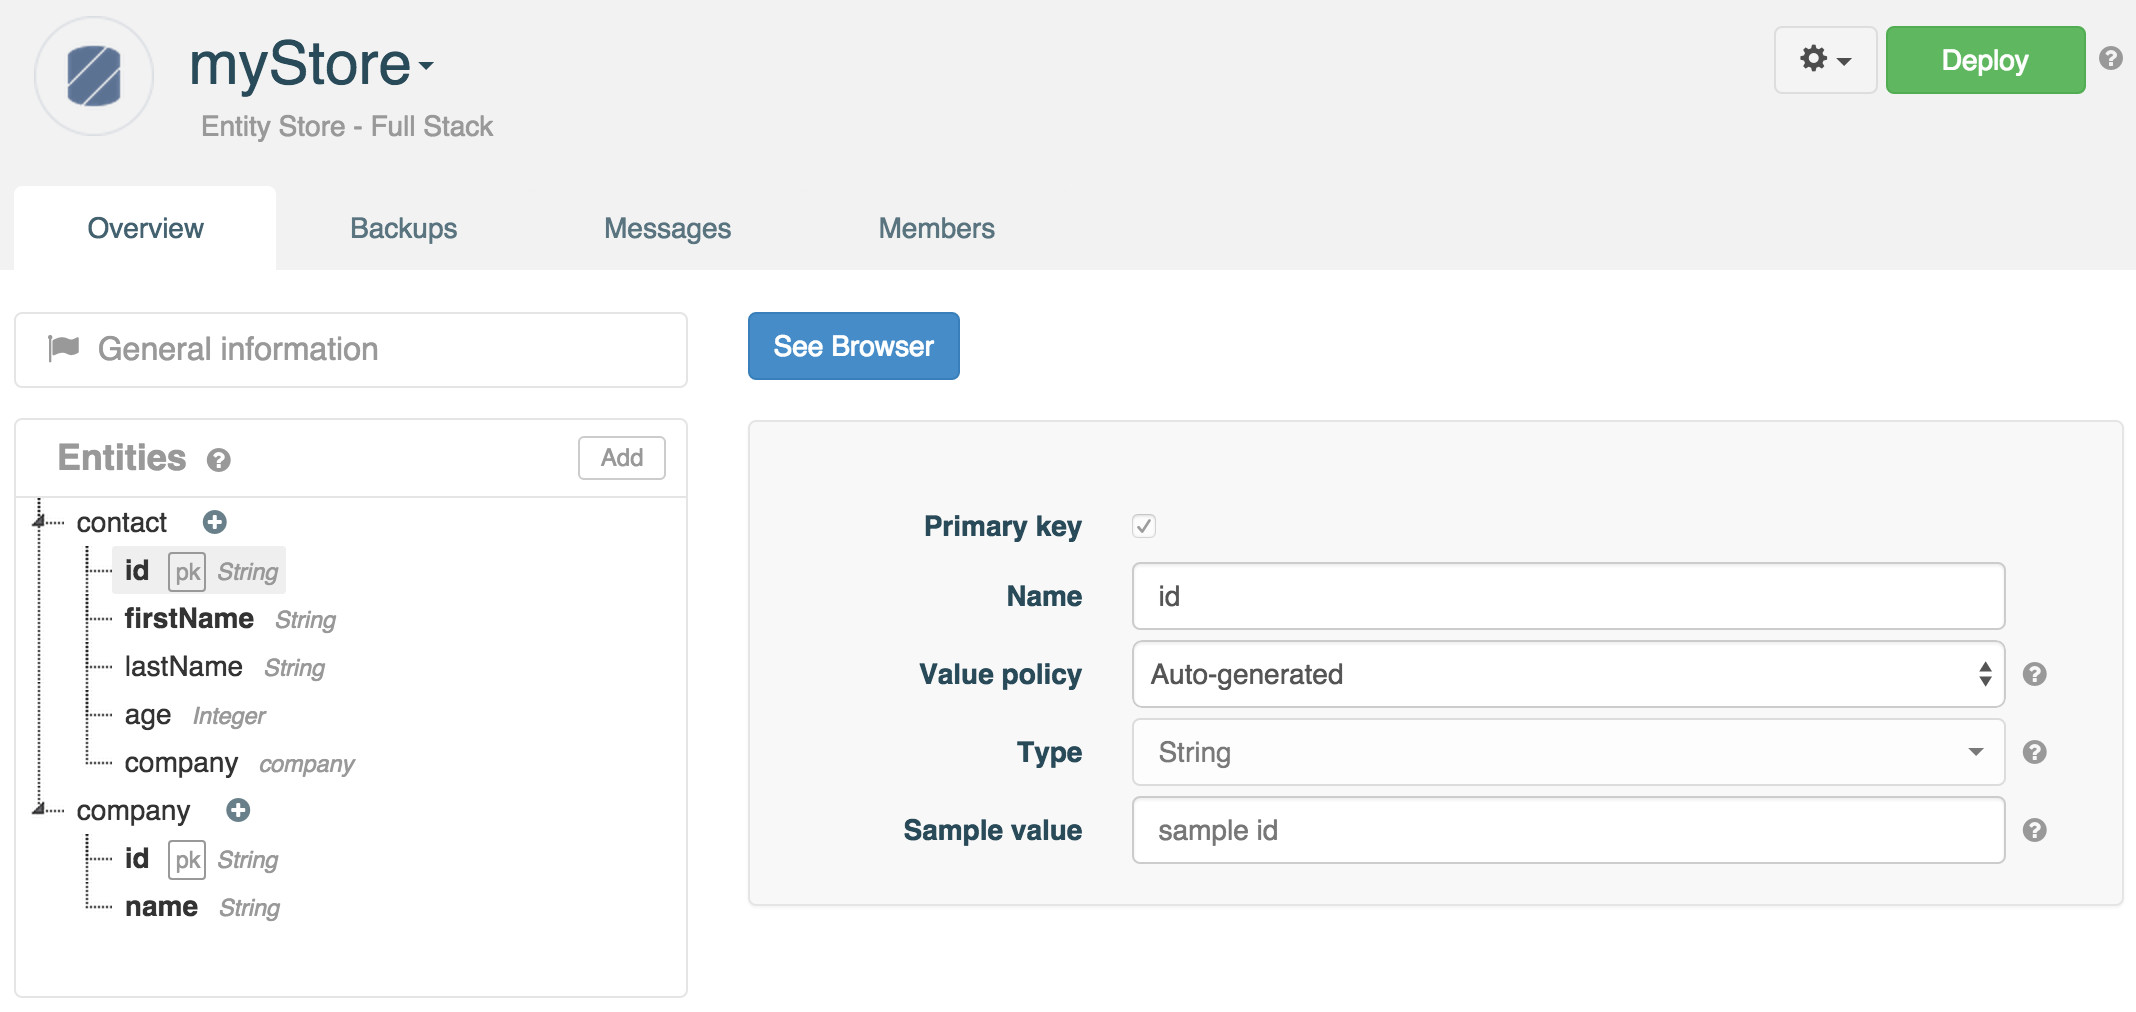 myStore
Deploy
Entity Store - Full Stack
Overview Backups Messages Members
General information
See Browser
Entities
Add
contact
id pk String
firstName String
lastName String
age Integer
company company
company
id pk String
name String
Primary key
Name id
Value policy Auto-generated
Type String
Sample value sample id